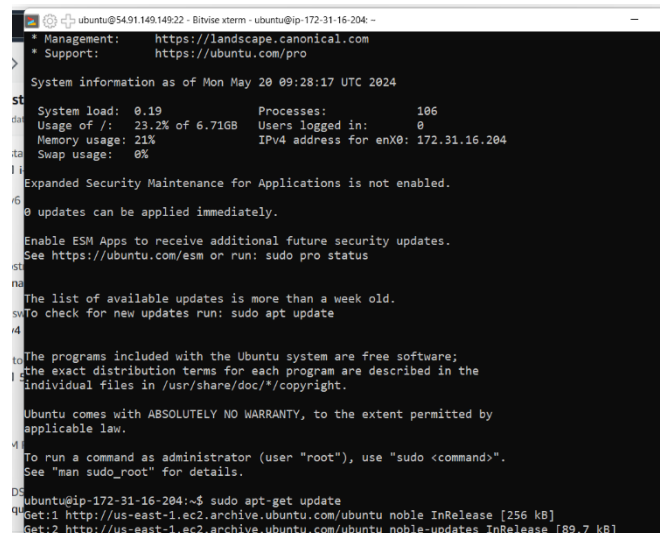 ubuntu@54.91.149.149:22 - Bitvise xterm - ubuntu@ip-172-31-16-204: ~
* Management:     https://landscape.canonical.com
* Support:        https://ubuntu.com/pro
System information as of Mon May 20 09:28:17 UTC 2024
System load:  0.19               Processes:             106
Usage of /:   23.2% of 6.71GB   Users logged in:       0
Memory usage: 21%                IPv4 address for enX0: 172.31.16.204
Swap usage:   0%
Expanded Security Maintenance for Applications is not enabled.
0 updates can be applied immediately.
Enable ESM Apps to receive additional future security updates.
See https://ubuntu.com/esm or run: sudo pro status
The list of available updates is more than a week old.
To check for new updates run: sudo apt update
The programs included with the Ubuntu system are free software;
the exact distribution terms for each program are described in the
individual files in /usr/share/doc/*/copyright.
Ubuntu comes with ABSOLUTELY NO WARRANTY, to the extent permitted by
applicable law.
To run a command as administrator (user "root"), use "sudo <command>".
See "man sudo_root" for details.
ubuntu@ip-172-31-16-204:~$ sudo apt-get update
Get:1 http://us-east-1.ec2.archive.ubuntu.com/ubuntu noble InRelease [256 kB]
Get:2 http://us-east-1.ec2.archive.ubuntu.com/ubuntu noble-updates InRelease [89.7 kB]